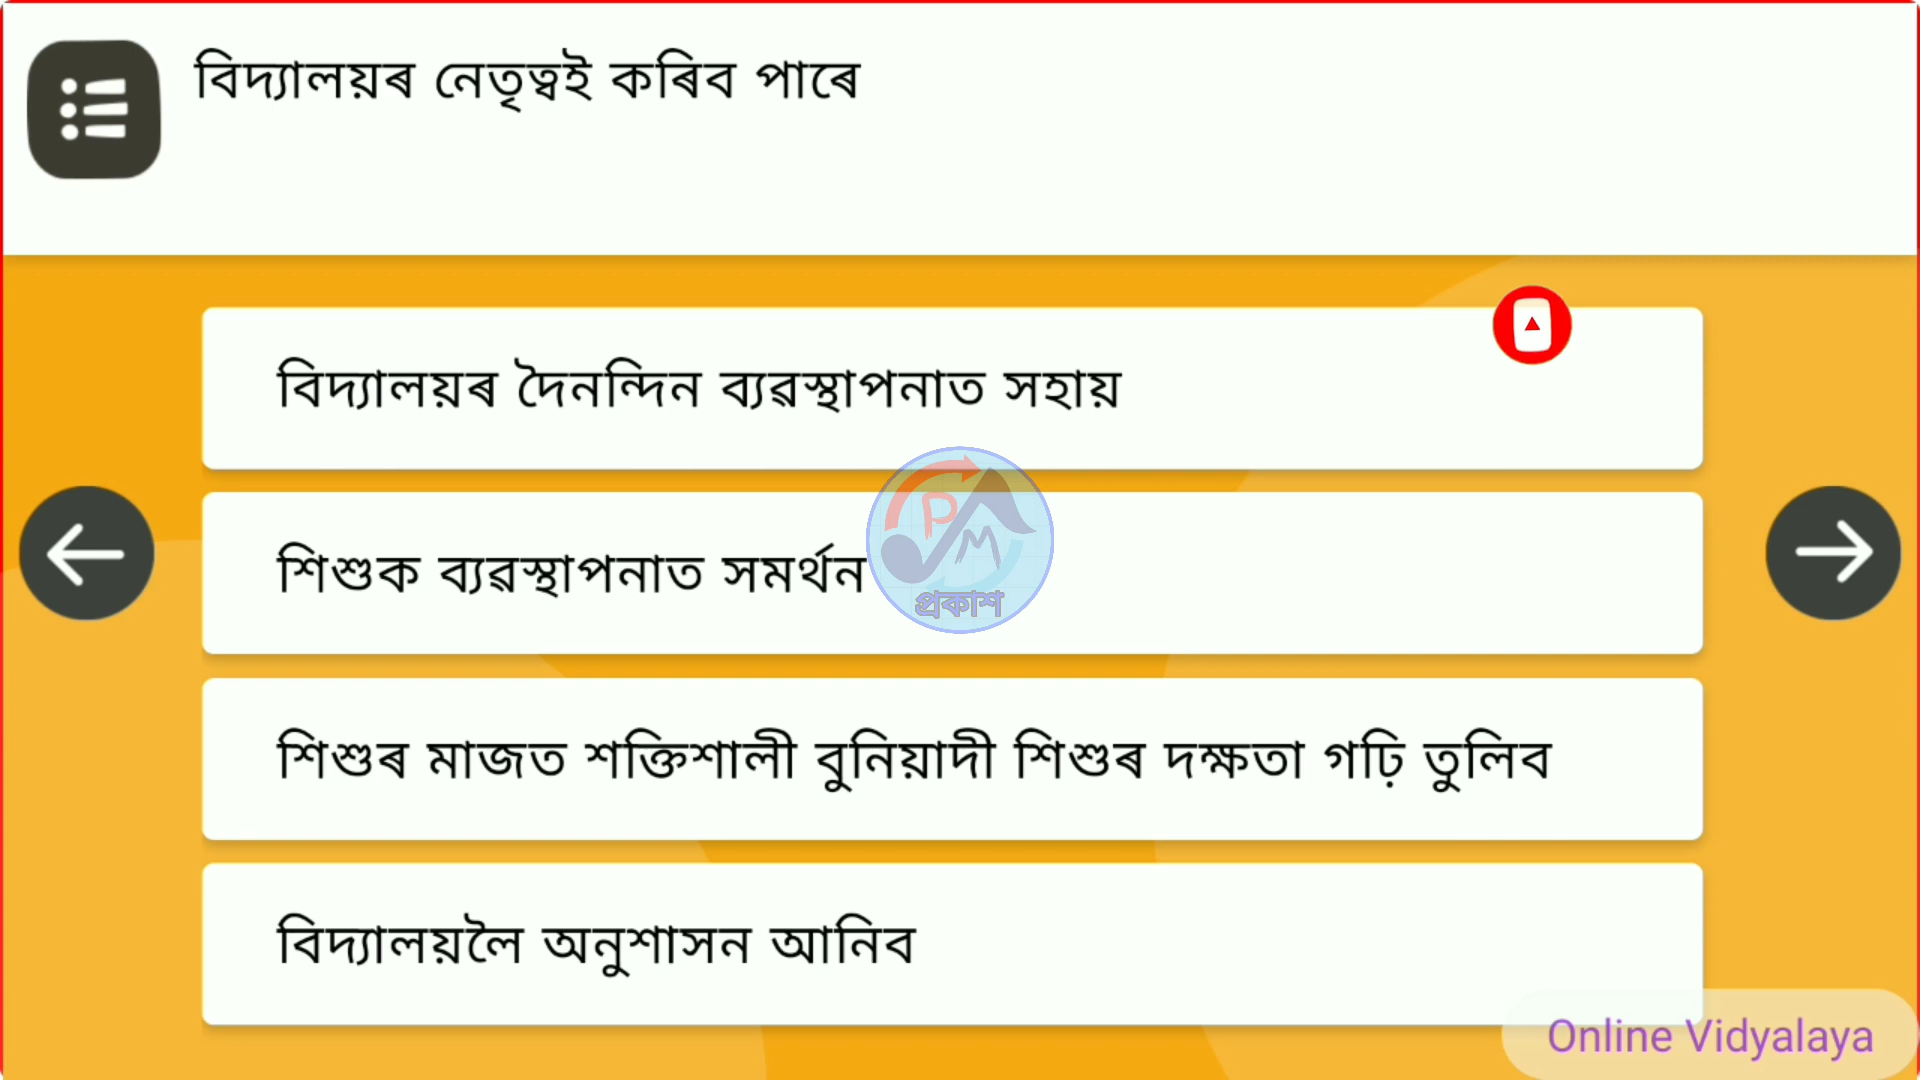 বিদ্যালয়ৰ নেতৃত্বই কৰিব পাৰে
বিদ্যালয়ৰ দৈনন্দিন ব্যৱস্থাপনাত সহায়
শিশুক ব্যৱস্থাপনাত সমৰ্থন
P
M
প্ৰকাশ
শিশুৰ মাজত শক্তিশালী বুনিয়াদী শিশুৰ দক্ষতা গঢ়ি তুলিব
বিদ্যালয়লৈ অনুশাসন আনিব
Online Vidyalaya